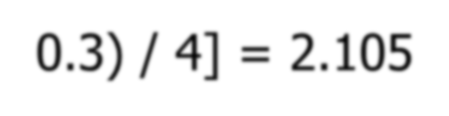 0.3) / 4] = 2.105